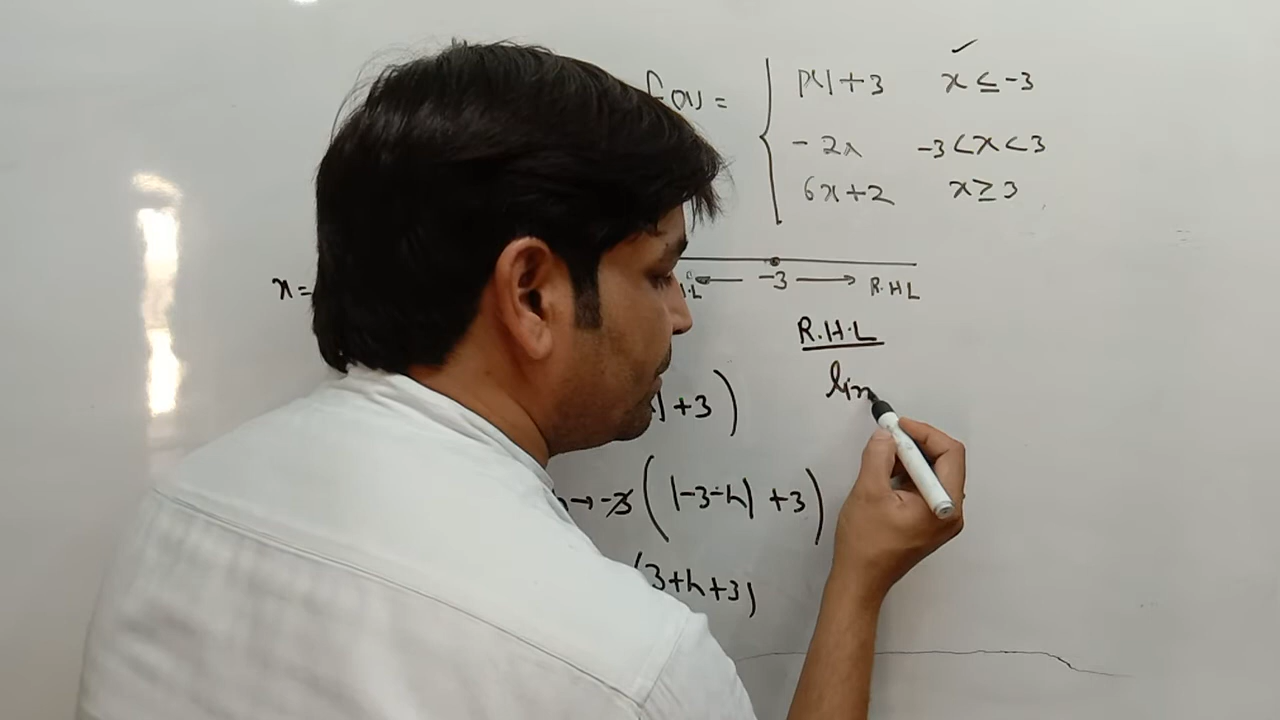 f(x) = { |x| + 3 x ≤ -3 ✓
- 2x -3 < x < 3
6x + 2 x ≥ 3
x =
-3 R.H.L
R.H.L
lim
+3)
h → -3 ( |-3-h| + 3 )
(3+h+3)